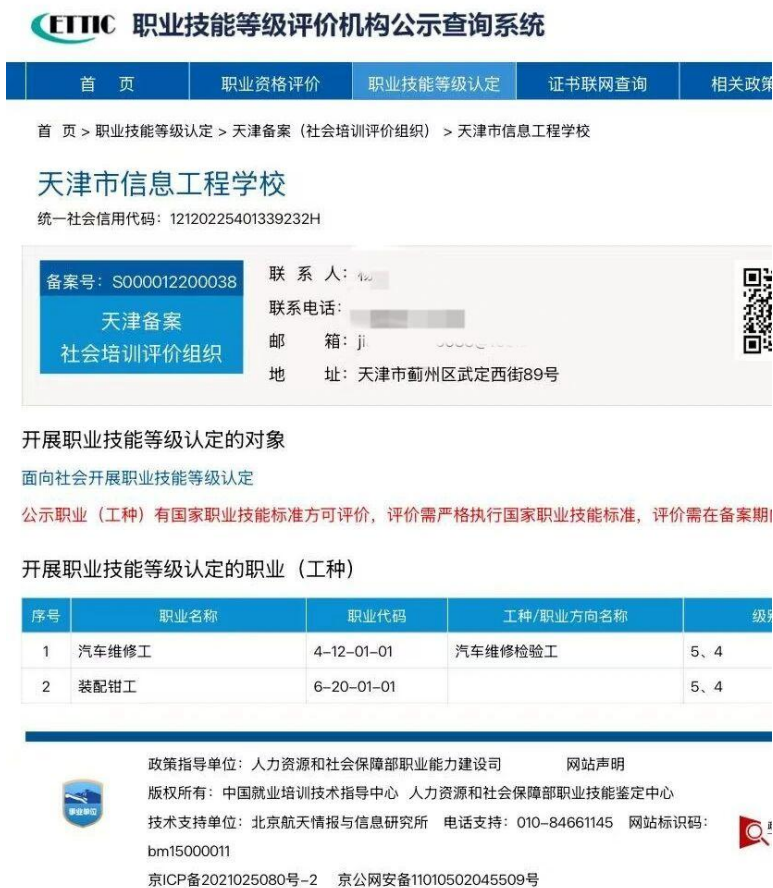 ETTIC 职业技能等级评价机构公示查询系统
首 页 职业资格评价 职业技能等级认定 证书联网查询 相关政策
首 页 > 职业技能等级认定 > 天津备案（社会培训评价组织） > 天津市信息工程学校
天津市信息工程学校
统一社会信用代码：12120225401339232H
备案号：S000012200038
天津备案
社会培训评价组织
联 系 人：
联系电话：
邮 箱：
地 址：天津市蓟州区武定西街89号
开展职业技能等级认定的对象
面向社会开展职业技能等级认定
公示职业（工种）有国家职业技能标准方可评价，评价需严格执行国家职业技能标准，评价需在备案期
开展职业技能等级认定的职业（工种）
序号 职业名称 职业代码 工种/职业方向名称 级
1 汽车维修工 4-12-01-01 汽车维修检验工 5、4
2 装配钳工 6-20-01-01 5、4
政策指导单位：人力资源和社会保障部职业能力建设司 网站声明
版权所有：中国就业培训技术指导中心 人力资源和社会保障部职业技能鉴定中心
技术支持单位：北京航天情报与信息研究所 电话支持：010-84661145 网站标识码：
bm15000011
京ICP备2021025080号-2 京公网安备11010502045509号
事业单位